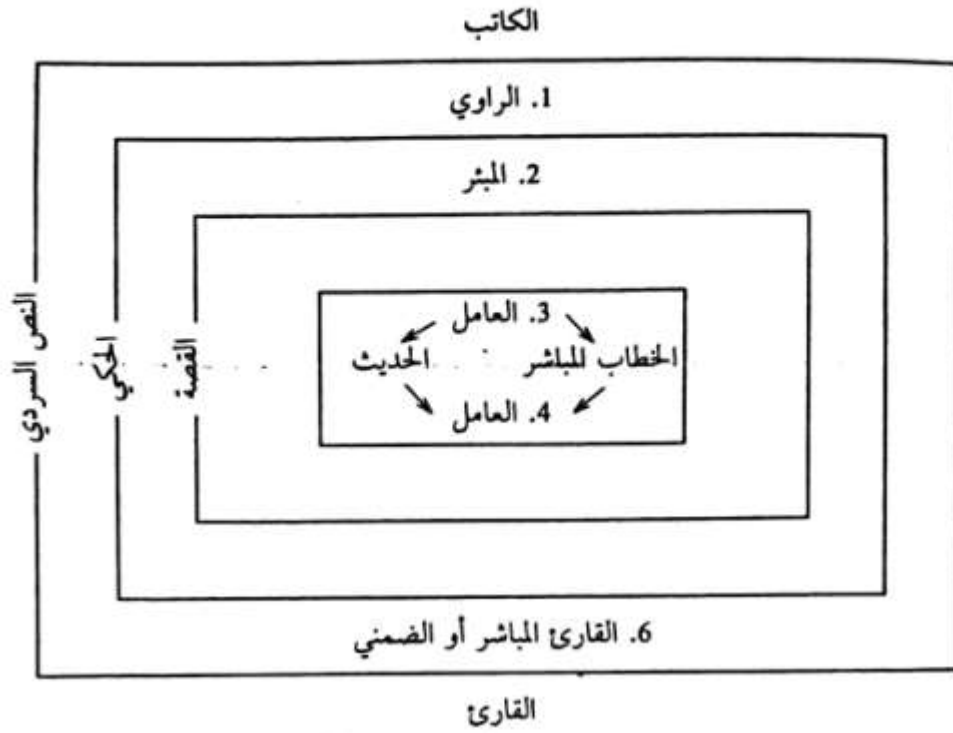 الكاتب
1. الراوي
2. المبئر
3. العامل
الخطاب المباشر
الحديث
4. العامل
القصة
الحكي
النص السردي
6. القارئ المباشر أو الضمني
القارئ